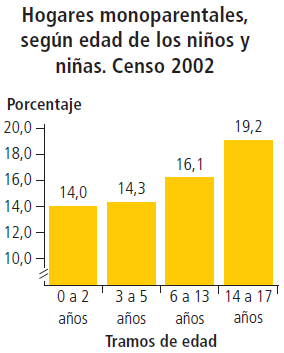 Hogares monoparentales,
según edad de los niños y
niñas. Censo 2002
Porcentaje
20,0
18,0
16,0
14,0
12,0
10,0
14,0
14,3
16,1
19,2
0 a 2 años
3 a 5 años
6 a 13 años
14 a 17 años
Tramos de edad